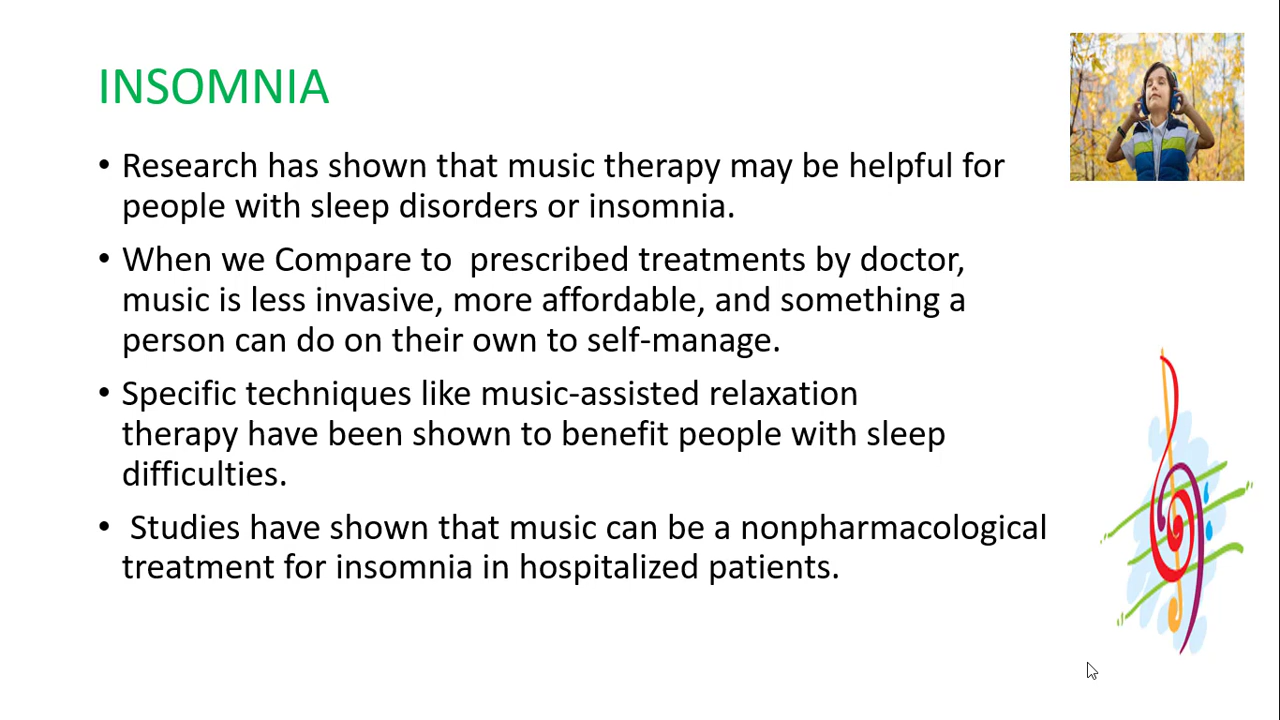 INSOMNIA
• Research has shown that music therapy may be helpful for
people with sleep disorders or insomnia.
• When we Compare to  prescribed treatments by doctor,
music is less invasive, more affordable, and something a
person can do on their own to self-manage.
• Specific techniques like music-assisted relaxation
therapy have been shown to benefit people with sleep
difficulties.
•  Studies have shown that music can be a nonpharmacological
treatment for insomnia in hospitalized patients.